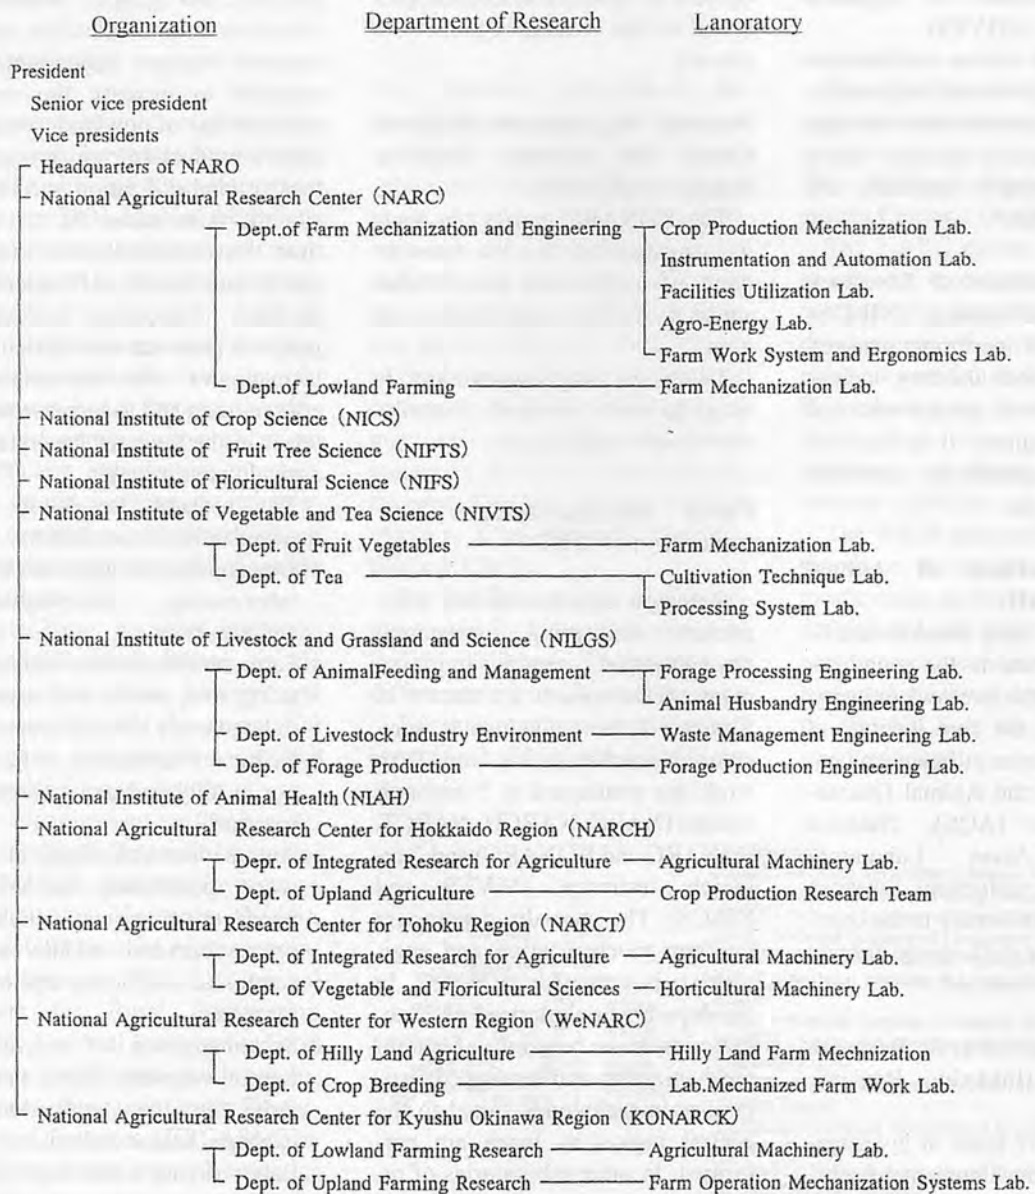 Organization Department of Research Lanoratory
President
Senior vice president
Vice presidents
Headquarters of NARO
National Agricultural Research Center (NARC)
Dept.of Farm Mechanization and Engineering Crop Production Mechanization Lab.
Instrumentation and Automation Lab.
Facilities Utilization Lab.
Agro-Energy Lab.
Farm Work System and Ergonomics Lab.
Dept.of Lowland Farming Farm Mechanization Lab.
National Institute of Crop Science (NICS)
National Institute of Fruit Tree Science (NIFTS)
National Institute of Floricultural Science (NIFS)
National Institute of Vegetable and Tea Science (NIVTS)
Dept. of Fruit Vegetables Farm Mechanization Lab.
Dept. of Tea Cultivation Technique Lab.
Processing System Lab.
National Institute of Livestock and Grassland and Science (NILGS)
Dept. of AnimalFeeding and Management Forage Processing Engineering Lab.
Animal Husbandry Engineering Lab.
Dept. of Livestock Industry Environment Waste Management Engineering Lab.
Dep. of Forage Production Forage Production Engineering Lab.
National Institute of Animal Health (NIAH)
National Agricultural Research Center for Hokkaido Region (NARCH)
Dept. of Integrated Research for Agriculture Agricultural Machinery Lab.
Dept. of Upland Agriculture Crop Production Research Team
National Agricultural Research Center for Tohoku Region (NARCT)
Dept. of Integrated Research for Agriculture Agricultural Machinery Lab.
Dept. of Vegetable and Floricultural Sciences Horticultural Machinery Lab.
National Agricultural Research Center for Western Region (WeNARC)
Dept. of Hilly Land Agriculture Hilly Land Farm Mechnization
Dept. of Crop Breeding Lab.Mechanized Farm Work Lab.
National Agricultural Research Center for Kyushu Okinawa Region (KONARCK)
Dept. of Lowland Farming Research Agricultural Machinery Lab.
Dept. of Upland Farming Research Farm Operation Mechanization Systems Lab.